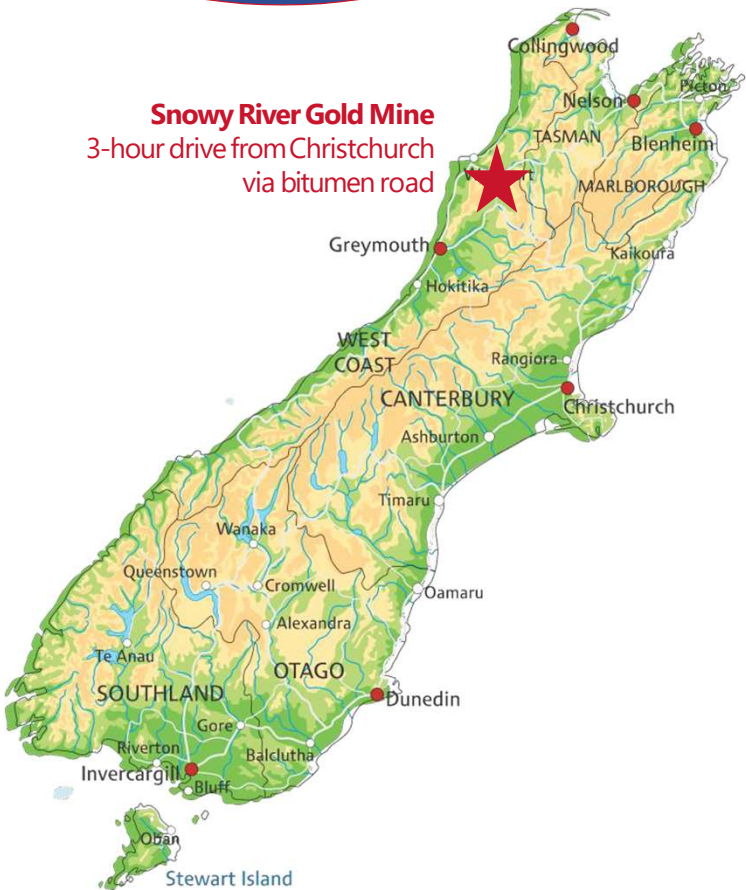 Collingwood
Picton
Nelson
Snowy River Gold Mine
3-hour drive from Christchurch
via bitumen road
TASMAN
Blenheim
MARLBOROUGH
Greymouth
Kaikoura
Hokitika
WEST
COAST
Rangiora
CANTERBURY
Christchurch
Ashburton
Timaru
Wanaka
Queenstown
Cromwell
Oamaru
Alexandra
Te Anau
OTAGO
SOUTHLAND
Dunedin
Gore
Riverton
Balclutha
Invercargill
Bluff
Oban
Stewart Island